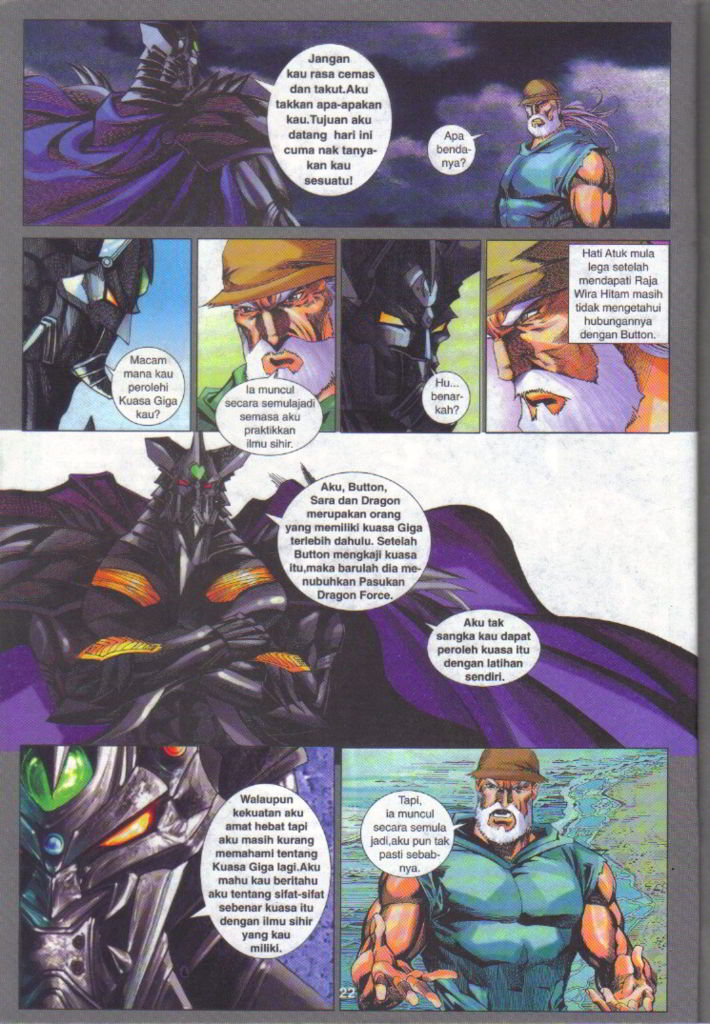 Jangan
kau rasa cemas
dan takut.Aku
takkan apa-apakan
kau.Tujuan aku
datang hari ini
cuma nak tanya-
kan kau
sesuatu!
Apa
benda-
nya?
Macam
mana kau
perolehi
Kuasa Giga
kau?
Ia muncul
secara semulajadi
semasa aku
praktikkan
ilmu sihir.
Hu...
benar-
kah?
Hati Atuk mula
lega setelah
mendapati Raja
Wira Hitam masih
tidak mengetahui
hubungannya
dengan Button.
Aku, Button,
Sara dan Dragon
merupakan orang
yang memiliki kuasa Giga
terlebih dahulu. Setelah
Button mengkaji kuasa
itu,maka barulah dia me-
nubuhkan Pasukan
Dragon Force.
Aku tak
sangka kau dapat
peroleh kuasa itu
dengan latihan
sendiri.
Walaupun
kekuatan aku
amat hebat tapi
aku masih kurang
memahami tentang
Kuasa Giga lagi.Aku
mahu kau beritahu
aku tentang sifat-sifat
sebenar kuasa itu
dengan ilmu sihir
yang kau
miliki.
Tapi,
ia muncul
secara semula
jadi,aku pun tak
pasti sebab-
nya.
22